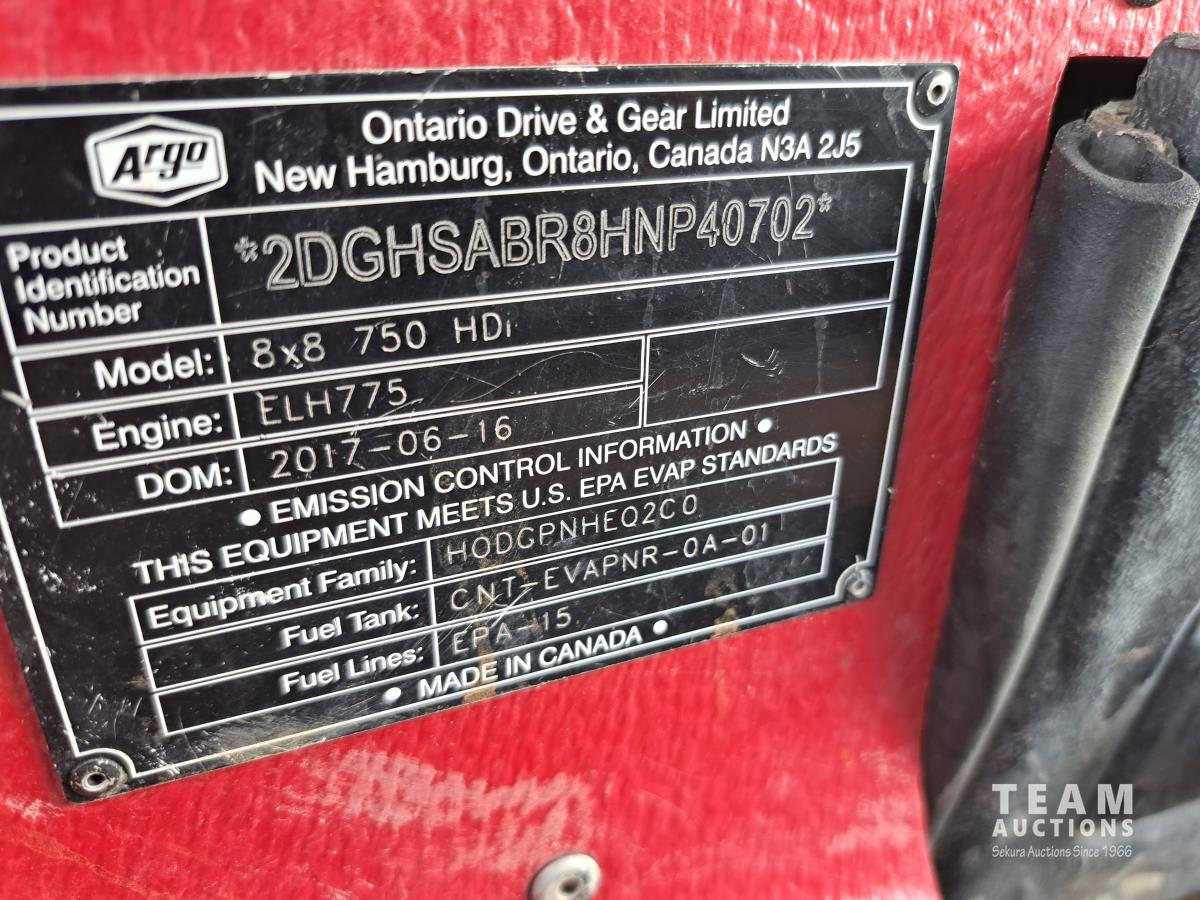 Argo
Ontario Drive & Gear Limited
New Hamburg, Ontario, Canada N3A 2J5
Product
Identification
Number
*2DGHSABR8HNP40702*
Model: 8x8 750 HDi
Engine: ELH775
DOM: 2017-06-16
• EMISSION CONTROL INFORMATION •
THIS EQUIPMENT MEETS U.S. EPA EVAP STANDARDS
Equipment Family: HODGPNHEQ2C0
Fuel Tank: CNT-EVAPNR-0A-01
Fuel Lines: EPA-15
• MADE IN CANADA •
TEAM
AUCTIONS
Sekura Auctions Since 1966